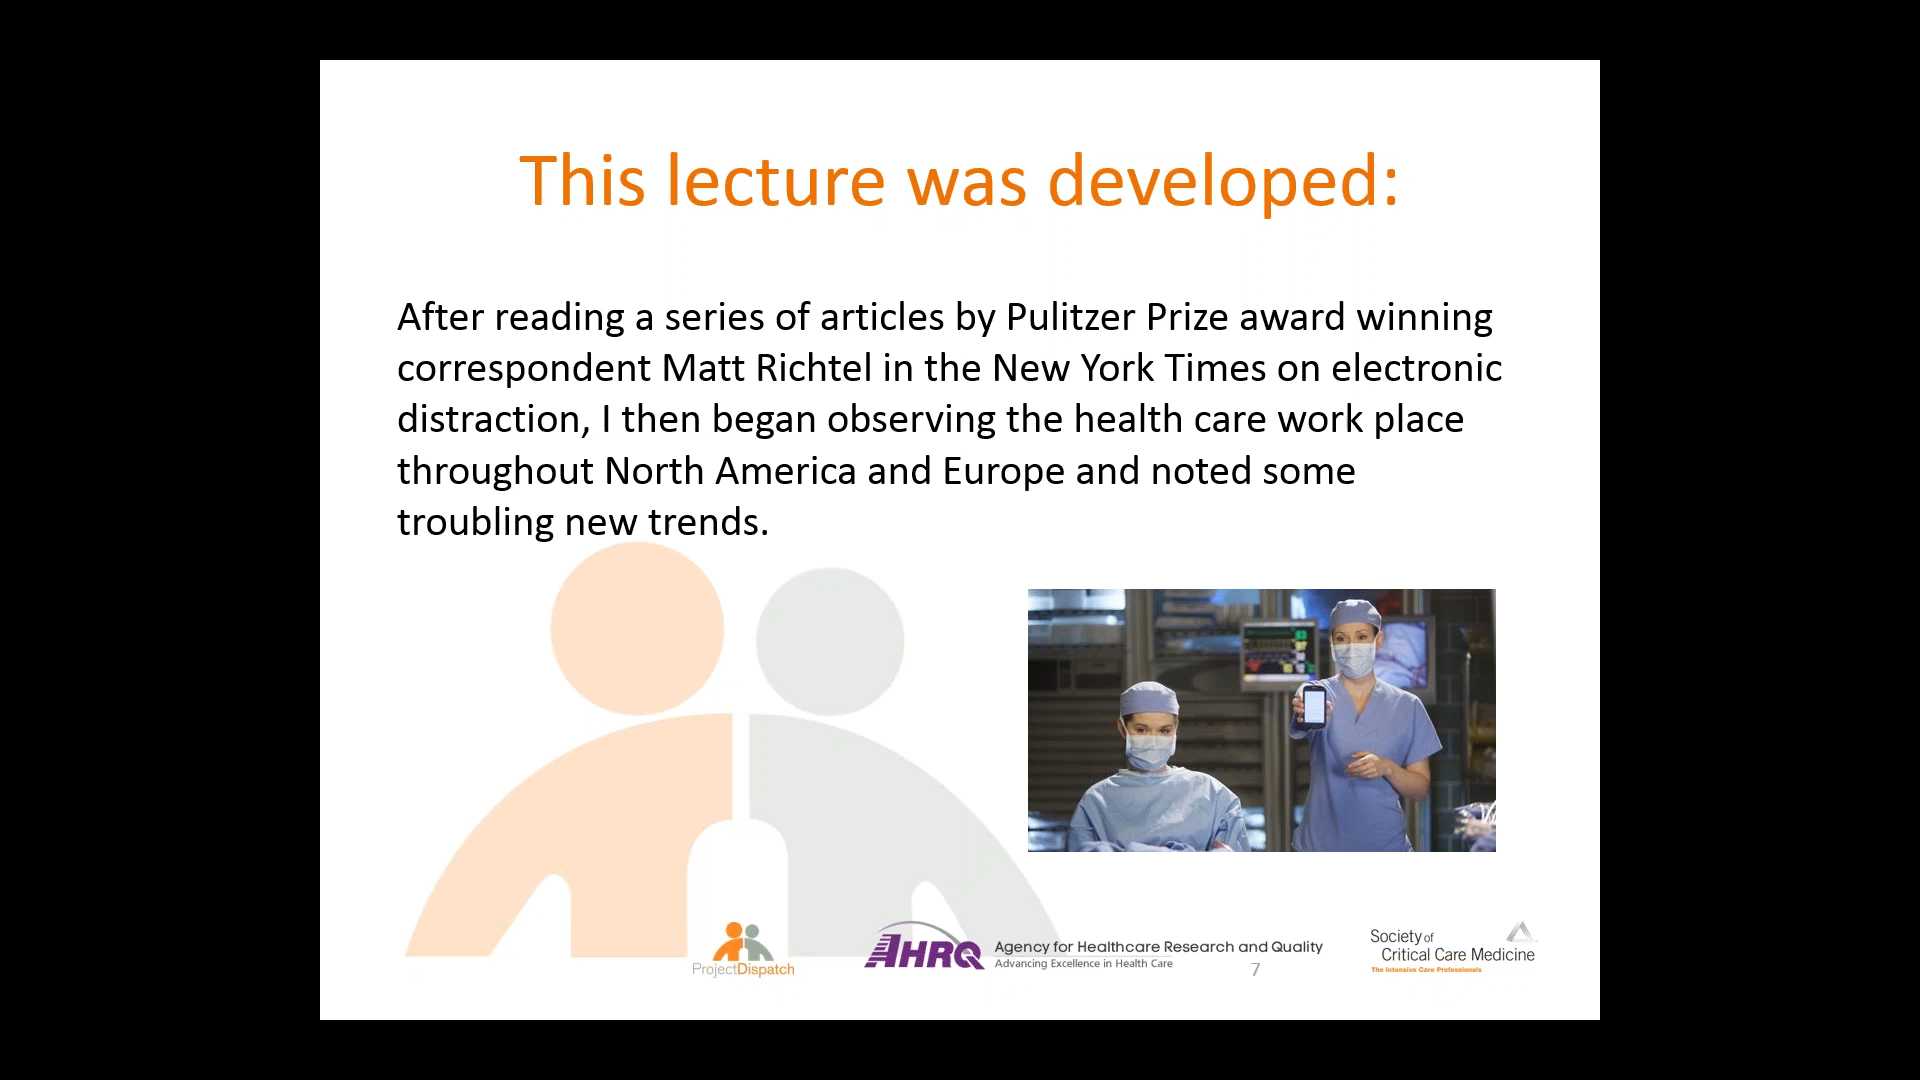 This lecture was developed:
After reading a series of articles by Pulitzer Prize award winning
correspondent Matt Richtel in the New York Times on electronic
distraction, I then began observing the health care work place
throughout North America and Europe and noted some
troubling new trends.
ProjectDispatch
AHRQ
Agency for Healthcare Research and Quality
Advancing Excellence in Health Care
7
Society of
Critical Care Medicine
The Intensive Care Professionals